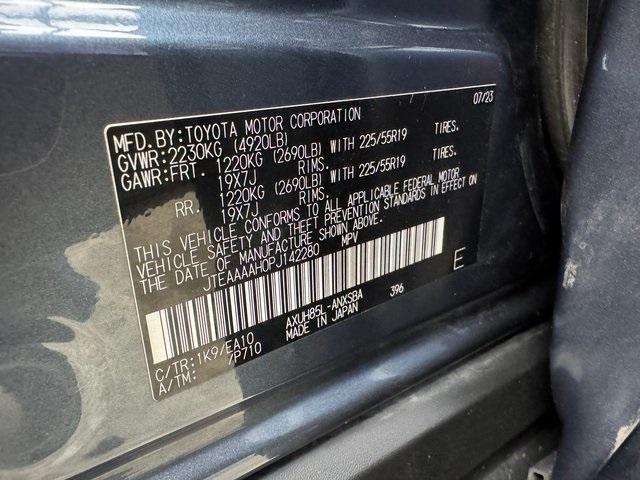 MFD.BY:TOYOTA MOTOR CORPORATION 07/23
GVWR:2230KG (4920LB)
GAWR:FRT. 1220KG (2690LB) WITH 225/55R19 TIRES.
19X7J RIMS.
RR. 1220KG (2690LB) WITH 225/55R19 TIRES.
19X7J RIMS.
THIS VEHICLE CONFORMS TO ALL APPLICABLE FEDERAL MOTOR
VEHICLE SAFETY AND THEFT PREVENTION STANDARDS IN EFFECT ON
THE DATE OF MANUFACTURE SHOWN ABOVE.
JTEAAAAH0PJ142280 MPV
E
C/TR:1K9/EA10 AXUH85L-ANXSBA 396
A/TM: 7P710 MADE IN JAPAN